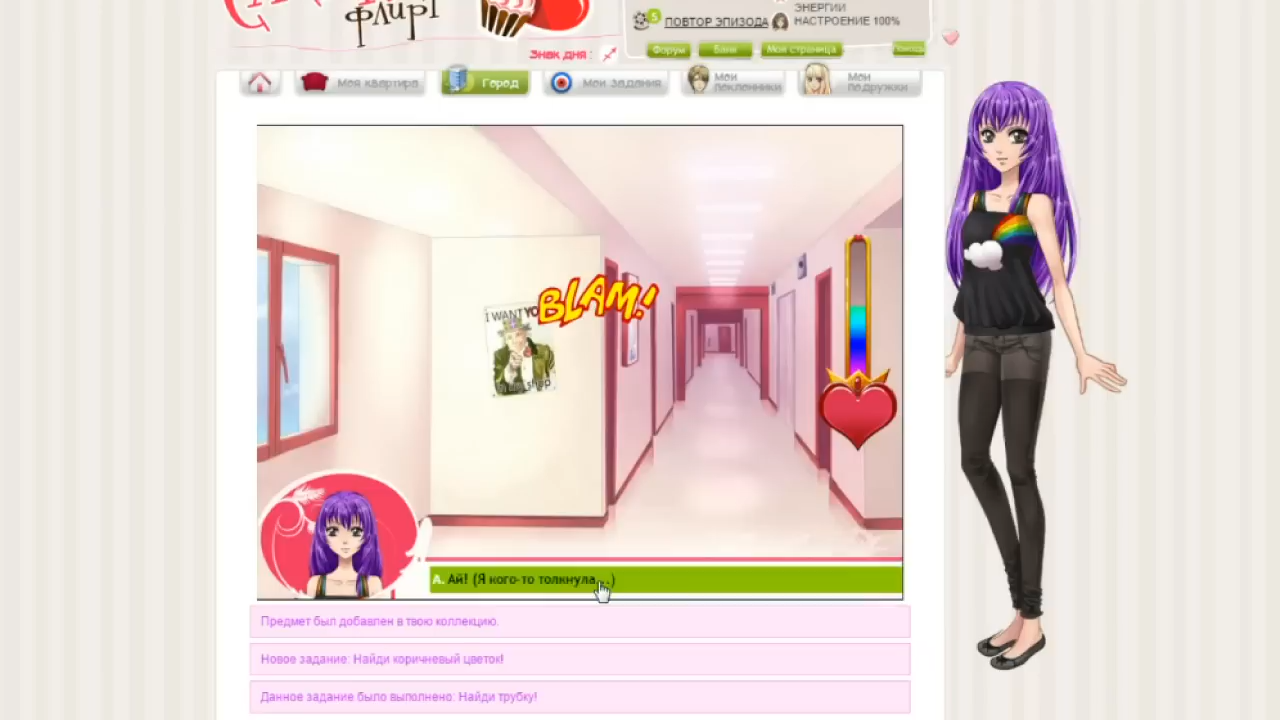 ФЛИРТ
5 ПОВТОР ЭПИЗОДА
ЭНЕРГИИ
НАСТРОЕНИЕ 100%
Знак дня :
Форум
Банк
Моя страница
Моя квартира
Город
Мои задания
Мои
поклонники
Мои
подружки
BLAM!
I WANT YO
A. Ай! (Я кого-то толкнула...)
Предмет был добавлен в твою коллекцию.
Новое задание: Найди коричневый цветок!
Данное задание было выполнено: Найди трубку!